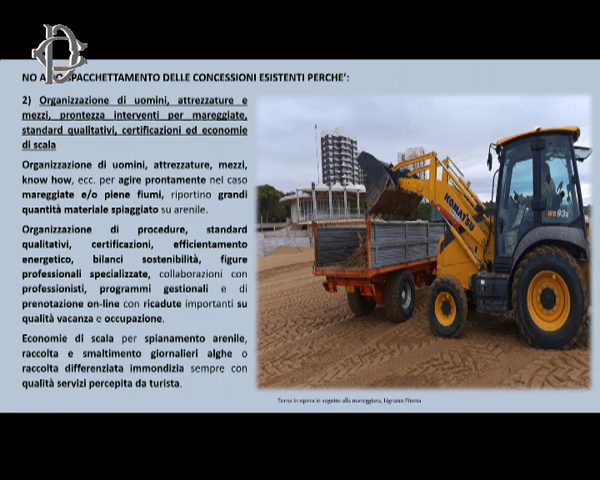 NO A SPACCHETTAMENTO DELLE CONCESSIONI ESISTENTI PERCHE':
2) Organizzazione di uomini, attrezzature e
mezzi, prontezza interventi per mareggiate,
standard qualitativi, certificazioni ed economie
di scala
Organizzazione di uomini, attrezzature, mezzi,
know how, ecc. per agire prontamente nel caso
mareggiate e/o piene fiumi, riportino grandi
quantità materiale spiaggiato su arenile.
Organizzazione di procedure, standard
qualitativi, certificazioni, efficientamento
energetico, bilanci sostenibilità, figure
professionali specializzate, collaborazioni con
professionisti, programmi gestionali e di
prenotazione on-line con ricadute importanti su
qualità vacanza e occupazione.
Economie di scala per spianamento arenile,
raccolta e smaltimento giornalieri alghe o
raccolta differenziata immondizia sempre con
qualità servizi percepita da turista.
KOMATSU
Terna in opera in seguito alla mareggiata, Lignano Pineta